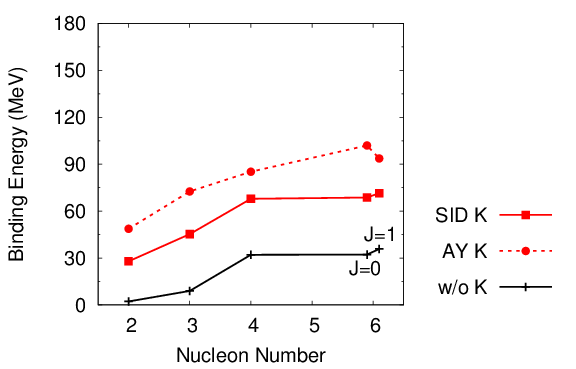 180
150
120
90
60
30
0
Binding Energy (MeV)
J=1
J=0
2 3 4 5 6
Nucleon Number
SID K
AY K
w/o K